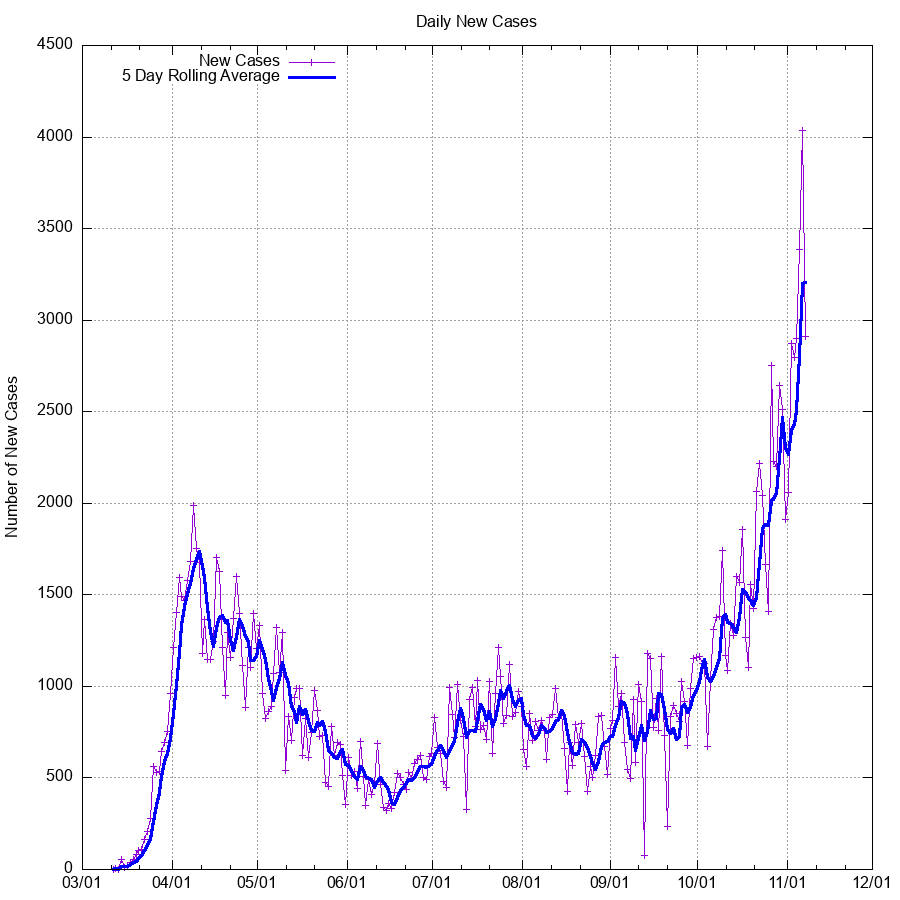 Daily New Cases
4500
4000
3500
3000
2500
2000
1500
1000
500
0
Number of New Cases
New Cases
5 Day Rolling Average
03/01 04/01 05/01 06/01 07/01 08/01 09/01 10/01 11/01 12/01